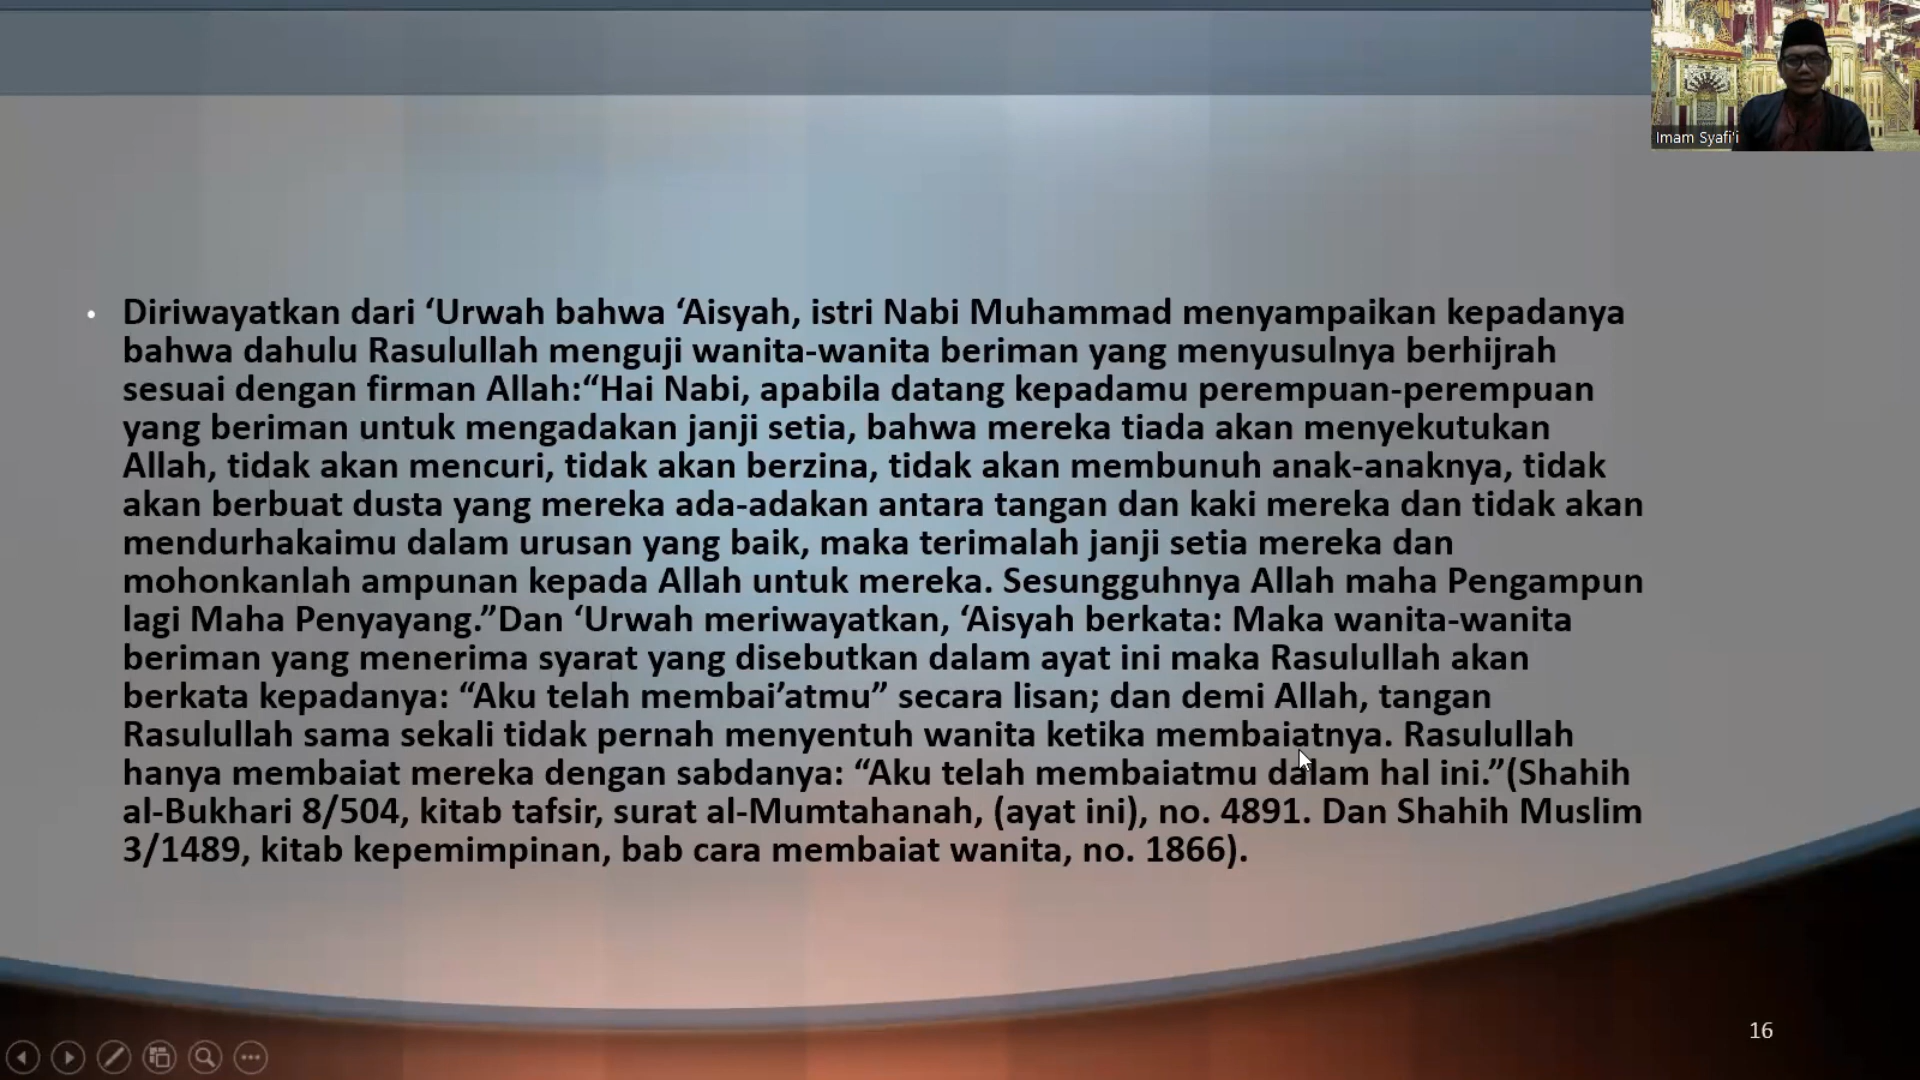 Imam Syafi'i
• Diriwayatkan dari ‘Urwah bahwa ‘Aisyah, istri Nabi Muhammad menyampaikan kepadanya
bahwa dahulu Rasulullah menguji wanita-wanita beriman yang menyusulnya berhijrah
sesuai dengan firman Allah:“Hai Nabi, apabila datang kepadamu perempuan-perempuan
yang beriman untuk mengadakan janji setia, bahwa mereka tiada akan menyekutukan
Allah, tidak akan mencuri, tidak akan berzina, tidak akan membunuh anak-anaknya, tidak
akan berbuat dusta yang mereka ada-adakan antara tangan dan kaki mereka dan tidak akan
mendurhakaimu dalam urusan yang baik, maka terimalah janji setia mereka dan
mohonkanlah ampunan kepada Allah untuk mereka. Sesungguhnya Allah maha Pengampun
lagi Maha Penyayang.”Dan ‘Urwah meriwayatkan, ‘Aisyah berkata: Maka wanita-wanita
beriman yang menerima syarat yang disebutkan dalam ayat ini maka Rasulullah akan
berkata kepadanya: “Aku telah membai’atmu” secara lisan; dan demi Allah, tangan
Rasulullah sama sekali tidak pernah menyentuh wanita ketika membaiatnya. Rasulullah
hanya membaiat mereka dengan sabdanya: “Aku telah membaiatmu dalam hal ini.”(Shahih
al-Bukhari 8/504, kitab tafsir, surat al-Mumtahanah, (ayat ini), no. 4891. Dan Shahih Muslim
3/1489, kitab kepemimpinan, bab cara membaiat wanita, no. 1866).
16